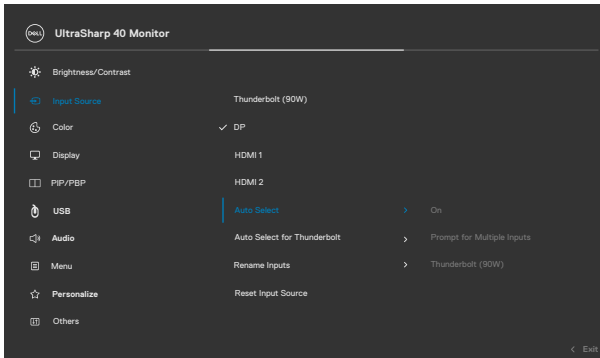 DELL
UltraSharp 40 Monitor
Brightness/Contrast
Input Source
Thunderbolt (90W)
Color
DP
Display
HDMI 1
PIP/PBP
HDMI 2
USB
Auto Select
On
Audio
Auto Select for Thunderbolt
Prompt for Multiple Inputs
Menu
Rename Inputs
Thunderbolt (90W)
Personalize
Reset Input Source
Others
Exit